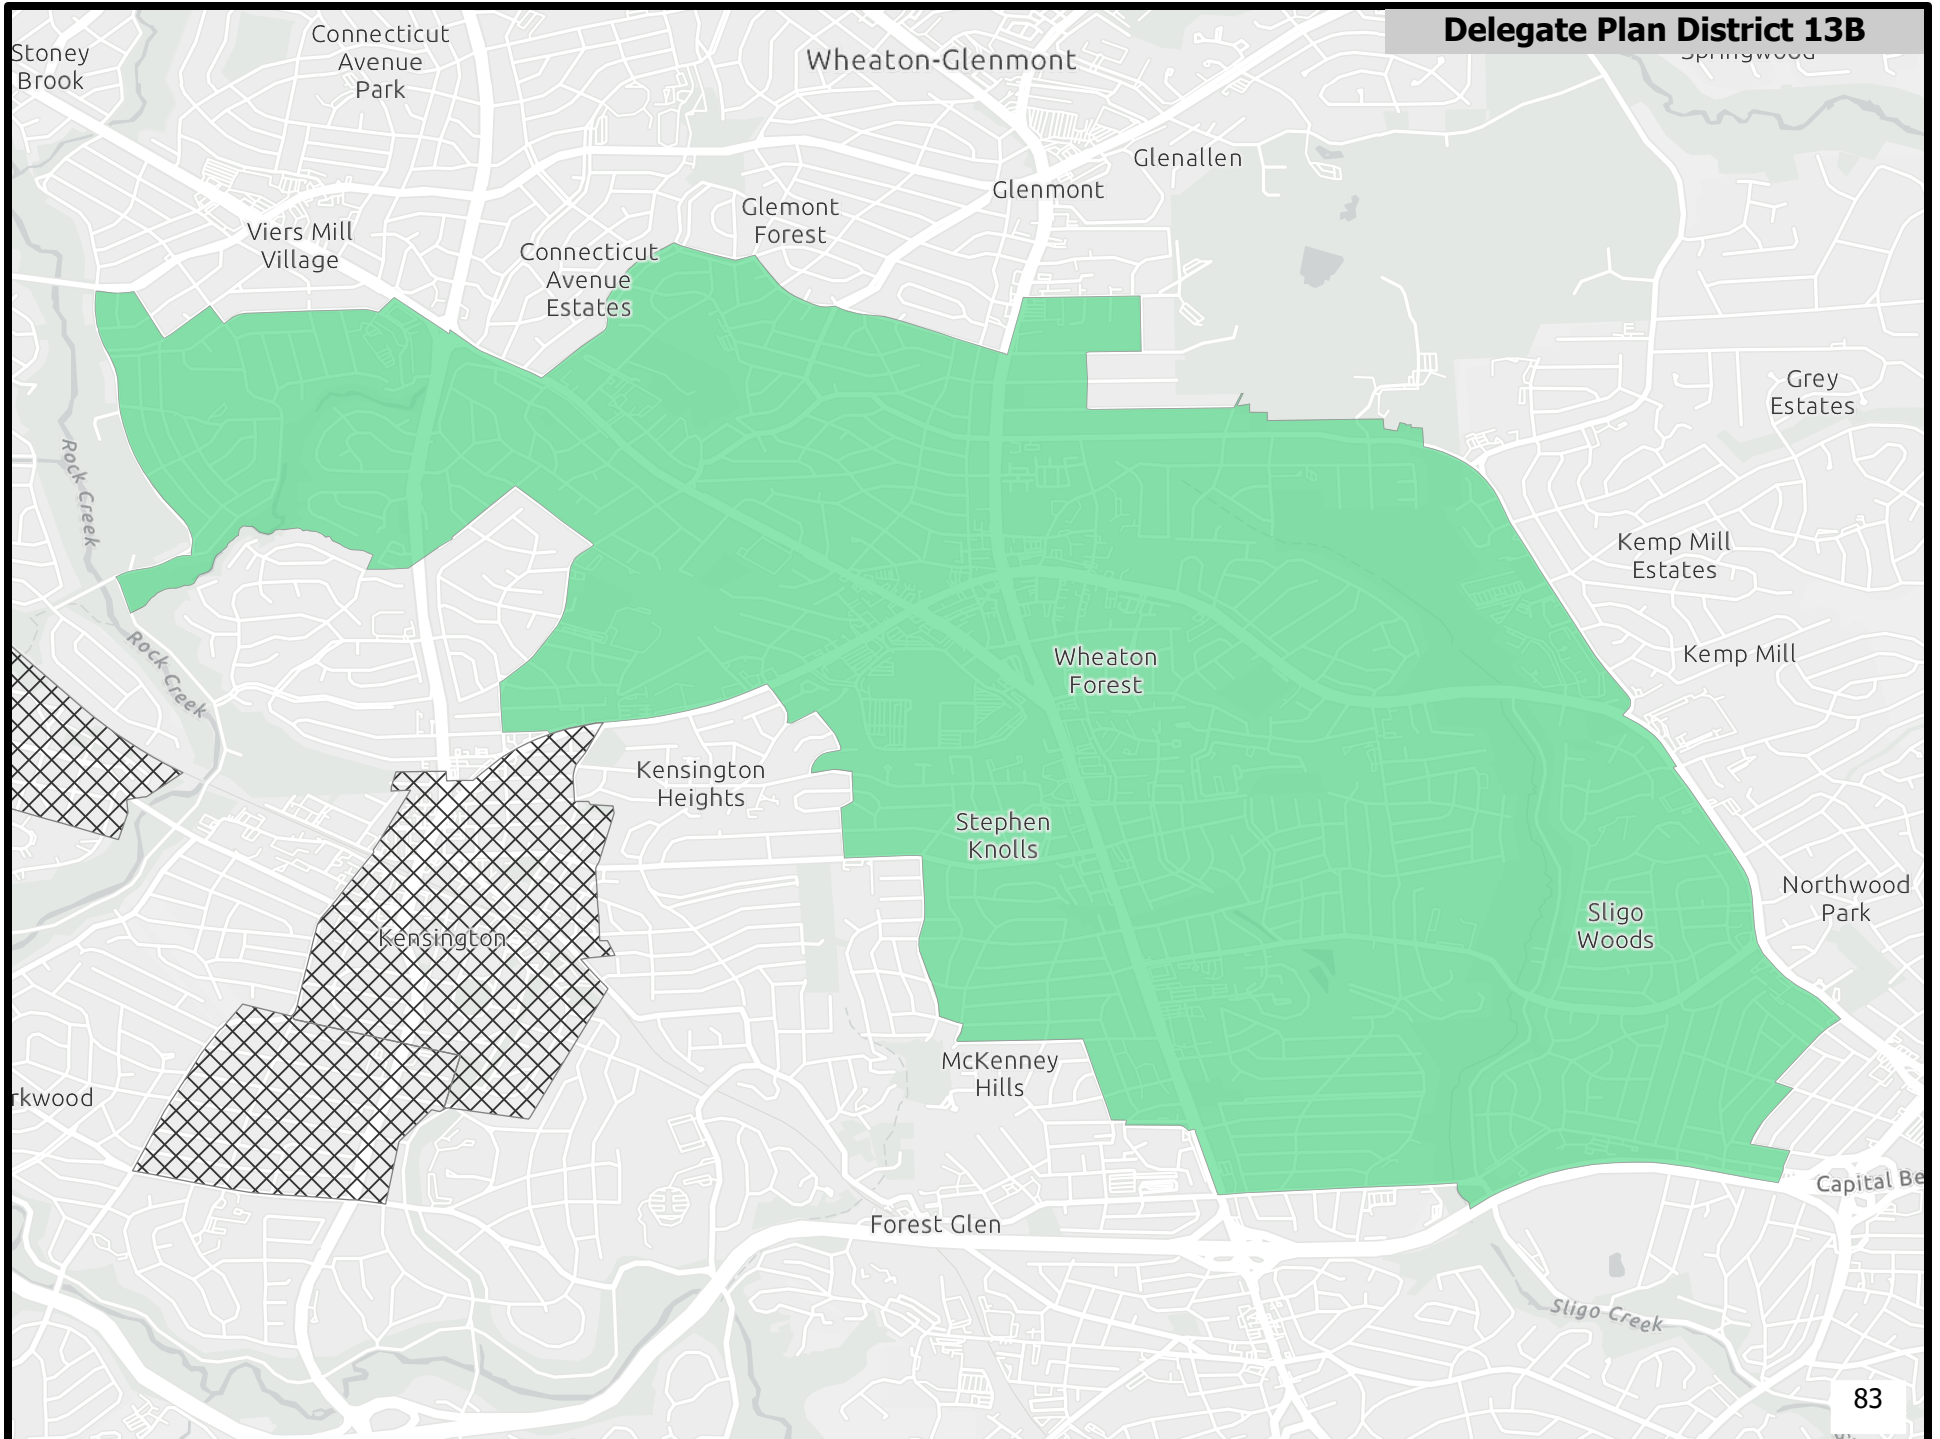 Delegate Plan District 13B
Stoney
Brook
Connecticut
Avenue
Park
Wheaton-Glenmont
Springwood
Glenallen
Glenmont
Glemont
Forest
Viers Mill
Village
Connecticut
Avenue
Estates
Grey
Estates
Rock Creek
Kemp Mill
Estates
Rock Creek
Wheaton
Forest
Kemp Mill
Kensington
Heights
Stephen
Knolls
Northwood
Park
Sligo
Woods
Kensington
McKenney
Hills
rkwood
Capital Be
Forest Glen
Sligo Creek
83